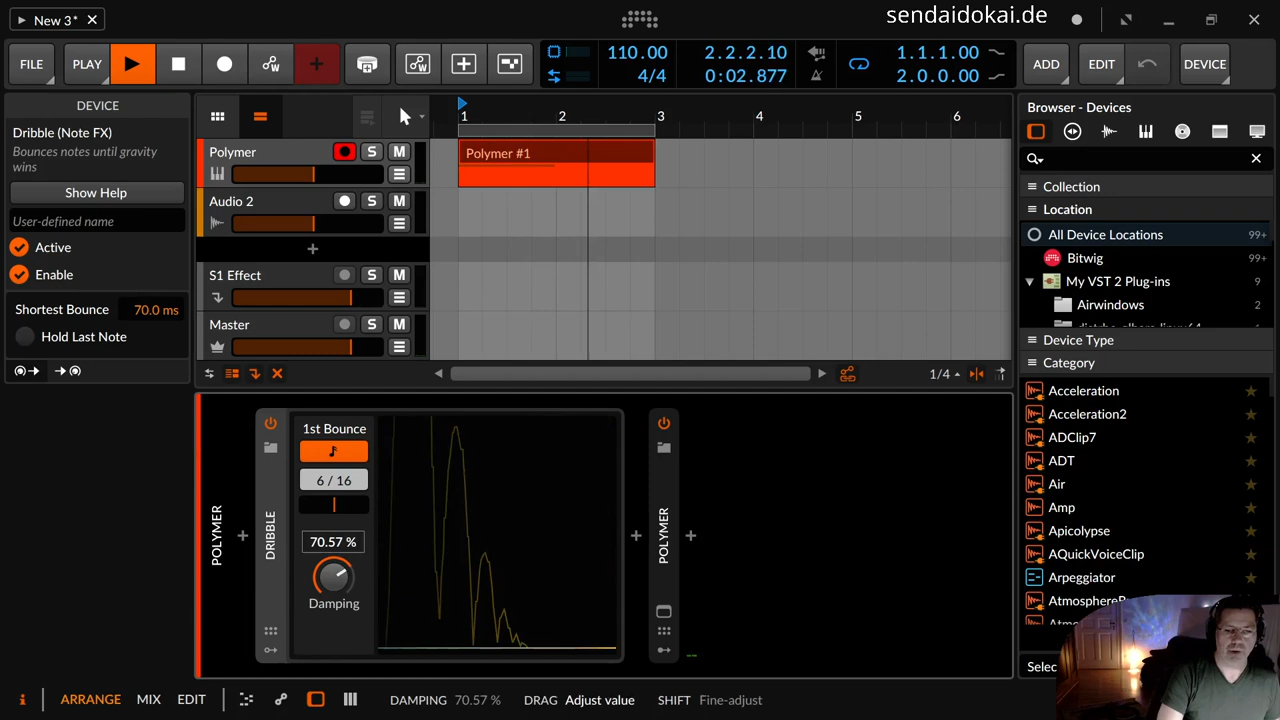 New 3*
sendaidokai.de
FILE
PLAY
110.00
4/4
2.2.2.10
0:02.877
1.1.1.00
2.0.0.00
ADD
EDIT
DEVICE
DEVICE
Dribble (Note FX)
Bounces notes until gravity
wins
Show Help
User-defined name
Active
Enable
Shortest Bounce 70.0 ms
Hold Last Note
1 2 3 4 5 6
Polymer S M
Polymer #1
Audio 2 S M
S1 Effect S M
Master S M
1/4
POLYMER
DRIBBLE
1st Bounce
6 / 16
70.57 %
Damping
POLYMER
Browser - Devices
Collection
Location
All Device Locations 99+
Bitwig 99+
My VST 2 Plug-ins 9
Airwindows 2
Device Type
Category
Acceleration
Acceleration2
ADClip7
ADT
Air
Amp
Apicolypse
AQuickVoiceClip
Arpeggiator
i ARRANGE MIX EDIT
DAMPING 70.57 % DRAG Adjust value SHIFT Fine-adjust